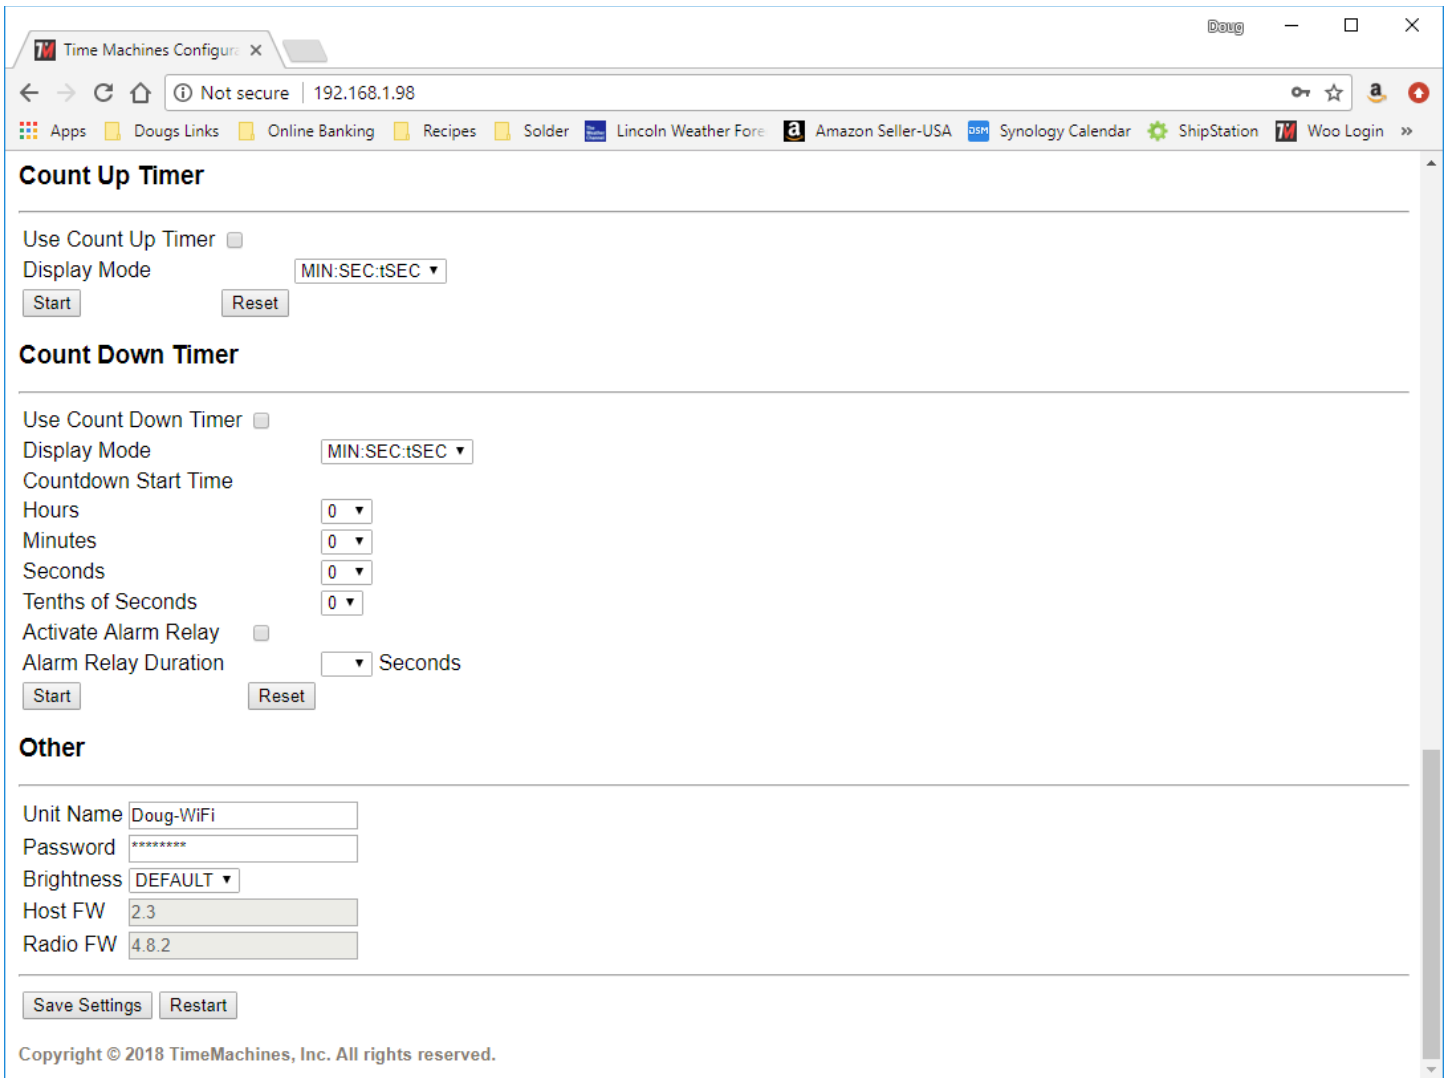 Doug
Time Machines Configura
Not secure | 192.168.1.98
Apps Dougs Links Online Banking Recipes Solder Lincoln Weather Fore Amazon Seller-USA DSM Synology Calendar ShipStation Woo Login »
Count Up Timer
Use Count Up Timer
Display Mode MIN:SEC:tSEC
Start Reset
Count Down Timer
Use Count Down Timer
Display Mode MIN:SEC:tSEC
Countdown Start Time
Hours 0
Minutes 0
Seconds 0
Tenths of Seconds 0
Activate Alarm Relay
Alarm Relay Duration Seconds
Start Reset
Other
Unit Name Doug-WiFi
Password ********
Brightness DEFAULT
Host FW 2.3
Radio FW 4.8.2
Save Settings Restart
Copyright © 2018 TimeMachines, Inc. All rights reserved.